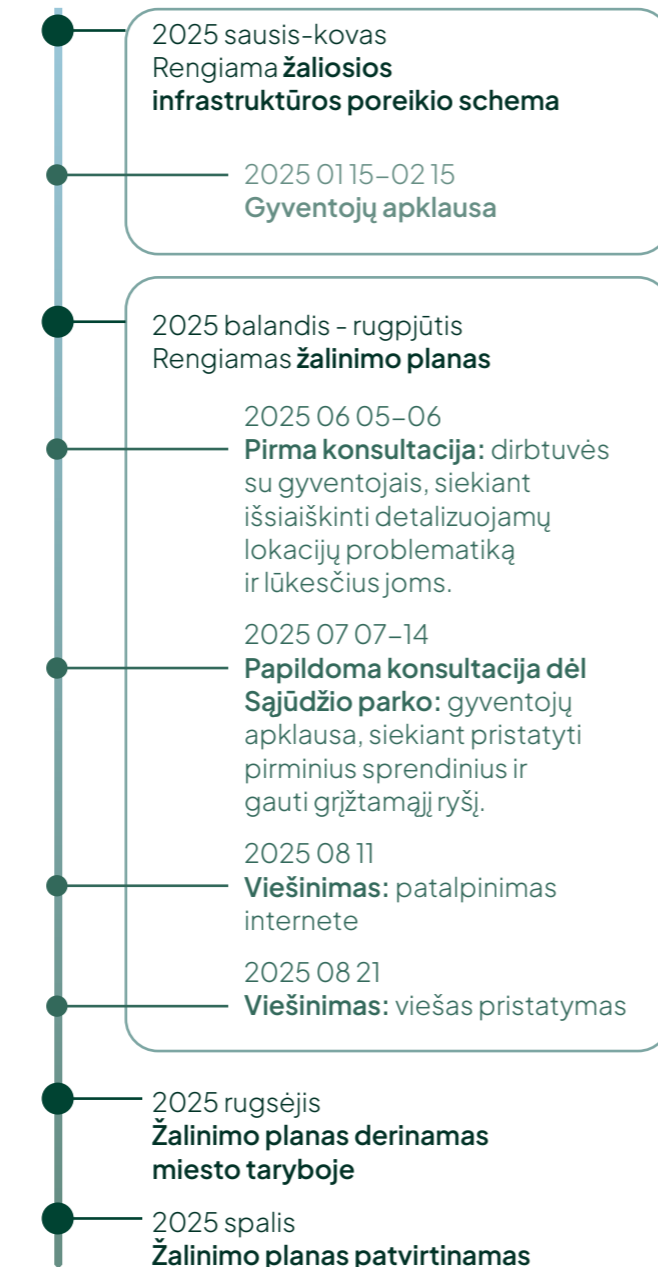 2025 sausis-kovas
Rengiama žaliosios
infrastruktūros poreikio schema
2025 01 15–02 15
Gyventojų apklausa
2025 balandis - rugpjūtis
Rengiamas žalinimo planas
2025 06 05–06
Pirma konsultacija: dirbtuvės
su gyventojais, siekiant
išsiaiškinti detalizuojamų
lokacijų problematiką
ir lūkesčius joms.
2025 07 07–14
Papildoma konsultacija dėl
Sąjūdžio parko: gyventojų
apklausa, siekiant pristatyti
pirminius sprendinius ir
gauti grįžtamąjį ryšį.
2025 08 11
Viešinimas: patalpinimas
internete
2025 08 21
Viešinimas: viešas pristatymas
2025 rugsėjis
Žalinimo planas derinamas
miesto taryboje
2025 spalis
Žalinimo planas patvirtinamas